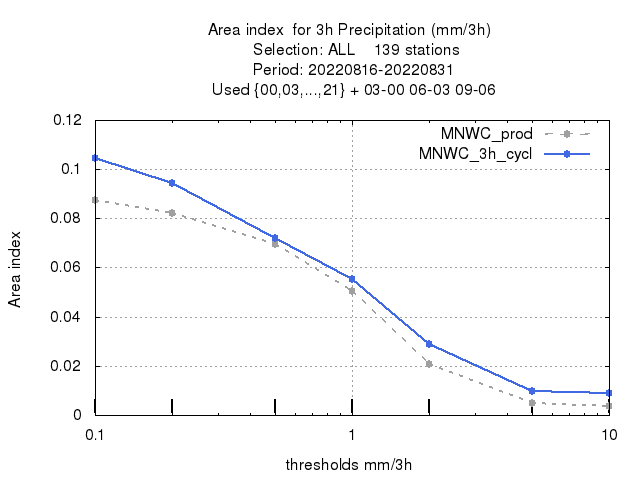 Area index  for 3h Precipitation (mm/3h)
Selection: ALL    139 stations
Period: 20220816-20220831
Used {00,03,...,21} + 03-00 06-03 09-06
MNWC_prod
MNWC_3h_cycl
0.12
0.1
0.08
0.06
0.04
0.02
0
Area index
0.1
1
10
thresholds mm/3h